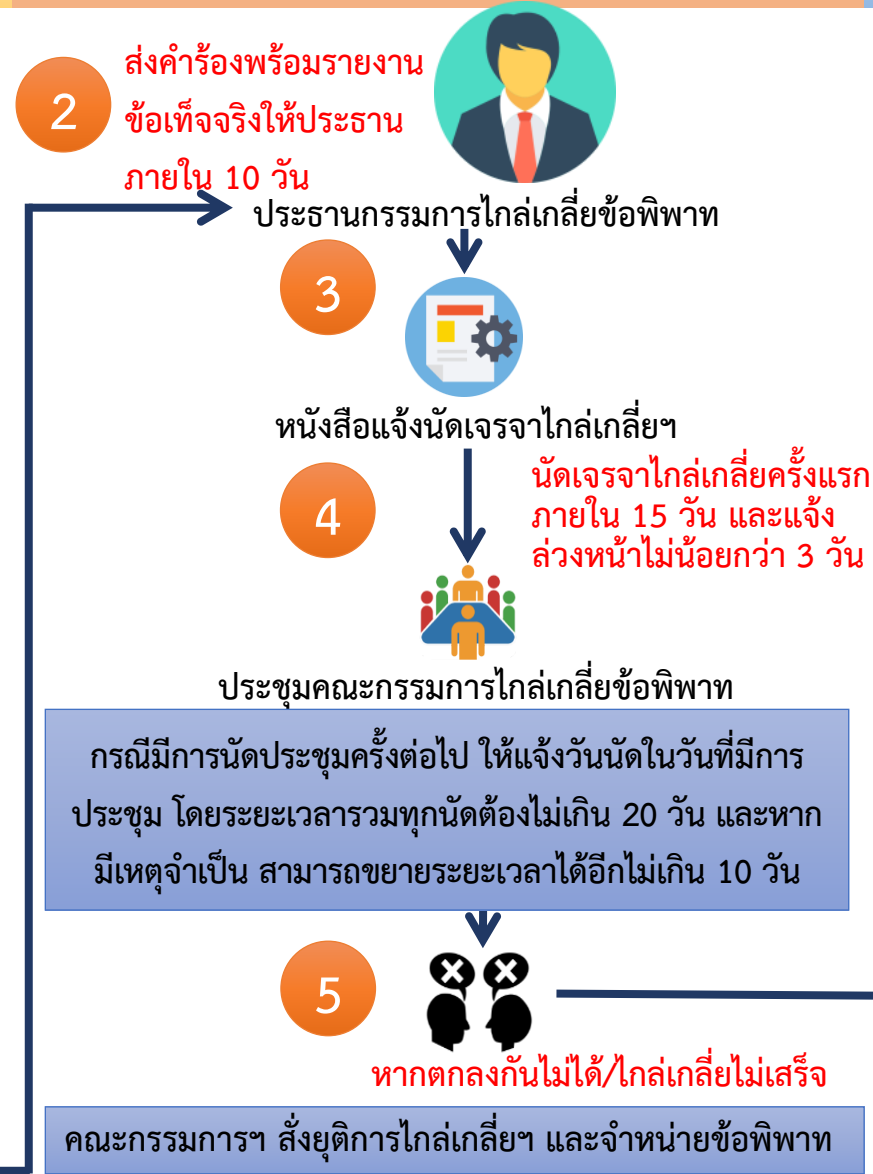 2
ส่งคำร้องพร้อมรายงาน
ข้อเท็จจริงให้ประธาน
ภายใน 10 วัน
ประธานกรรมการไกล่เกลี่ยข้อพิพาท
3
หนังสือแจ้งนัดเจรจาไกล่เกลี่ยฯ
4
นัดเจรจาไกล่เกลี่ยครั้งแรก
ภายใน 15 วัน และแจ้ง
ล่วงหน้าไม่น้อยกว่า 3 วัน
ประชุมคณะกรรมการไกล่เกลี่ยข้อพิพาท
กรณีมีการนัดประชุมครั้งต่อไป ให้แจ้งวันนัดในวันที่มีการ
ประชุม โดยระยะเวลารวมทุกนัดต้องไม่เกิน 20 วัน และหาก
มีเหตุจำเป็น สามารถขยายระยะเวลาได้อีกไม่เกิน 10 วัน
5
หากตกลงกันไม่ได้/ไกล่เกลี่ยไม่เสร็จ
คณะกรรมการฯ สั่งยุติการไกล่เกลี่ยฯ และจำหน่ายข้อพิพาท